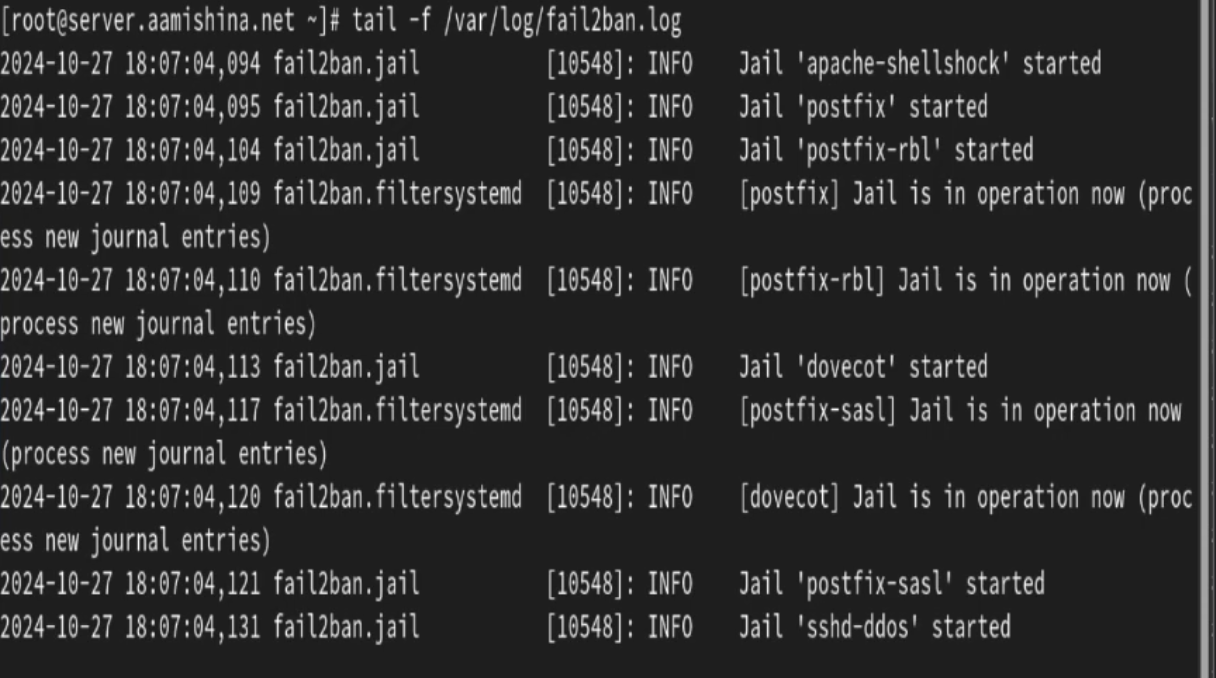 [root@server.aamishina.net ~]# tail -f /var/log/fail2ban.log
2024-10-27 18:07:04,094 fail2ban.jail           [10548]: INFO    Jail 'apache-shellshock' started
2024-10-27 18:07:04,095 fail2ban.jail           [10548]: INFO    Jail 'postfix' started
2024-10-27 18:07:04,104 fail2ban.jail           [10548]: INFO    Jail 'postfix-rbl' started
2024-10-27 18:07:04,109 fail2ban.filtersystemd  [10548]: INFO    [postfix] Jail is in operation now (proc
ess new journal entries)
2024-10-27 18:07:04,110 fail2ban.filtersystemd  [10548]: INFO    [postfix-rbl] Jail is in operation now (
process new journal entries)
2024-10-27 18:07:04,113 fail2ban.jail           [10548]: INFO    Jail 'dovecot' started
2024-10-27 18:07:04,117 fail2ban.filtersystemd  [10548]: INFO    [postfix-sasl] Jail is in operation now
(process new journal entries)
2024-10-27 18:07:04,120 fail2ban.filtersystemd  [10548]: INFO    [dovecot] Jail is in operation now (proc
ess new journal entries)
2024-10-27 18:07:04,121 fail2ban.jail           [10548]: INFO    Jail 'postfix-sasl' started
2024-10-27 18:07:04,131 fail2ban.jail           [10548]: INFO    Jail 'sshd-ddos' started